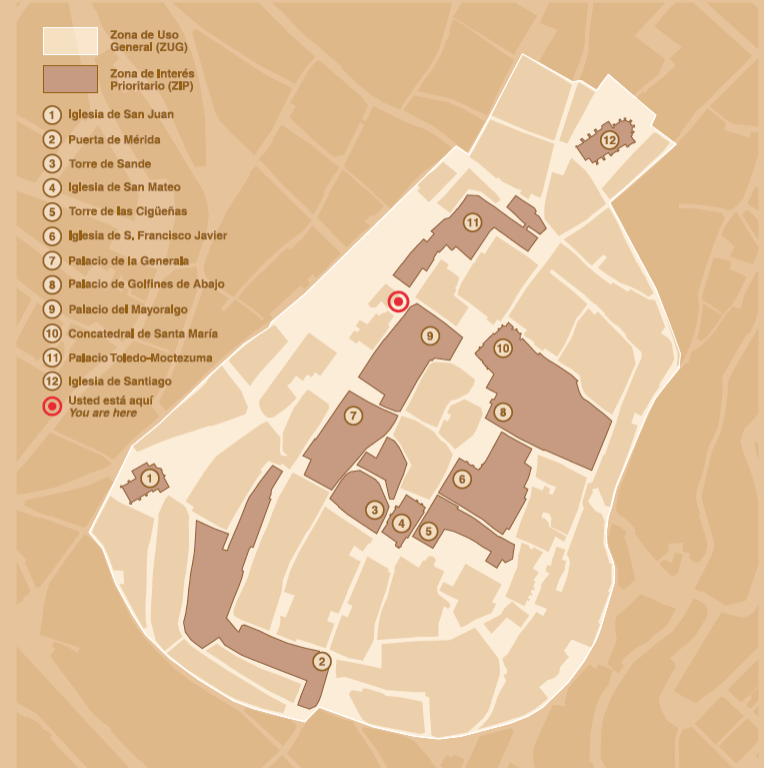 Zona de Uso
General (ZUG)
Zona de Interés
Prioritario (ZIP)
1 Iglesia de San Juan
2 Puerta de Mérida
3 Torre de Sande
4 Iglesia de San Mateo
5 Torre de las Cigüeñas
6 Iglesia de S. Francisco Javier
7 Palacio de la Generala
8 Palacio de Golfines de Abajo
9 Palacio del Mayoralgo
10 Concatedral de Santa María
11 Palacio Toledo-Moctezuma
12 Iglesia de Santiago
Usted está aquí
You are here
12
11
9
10
7
8
1
6
3
4
5
2